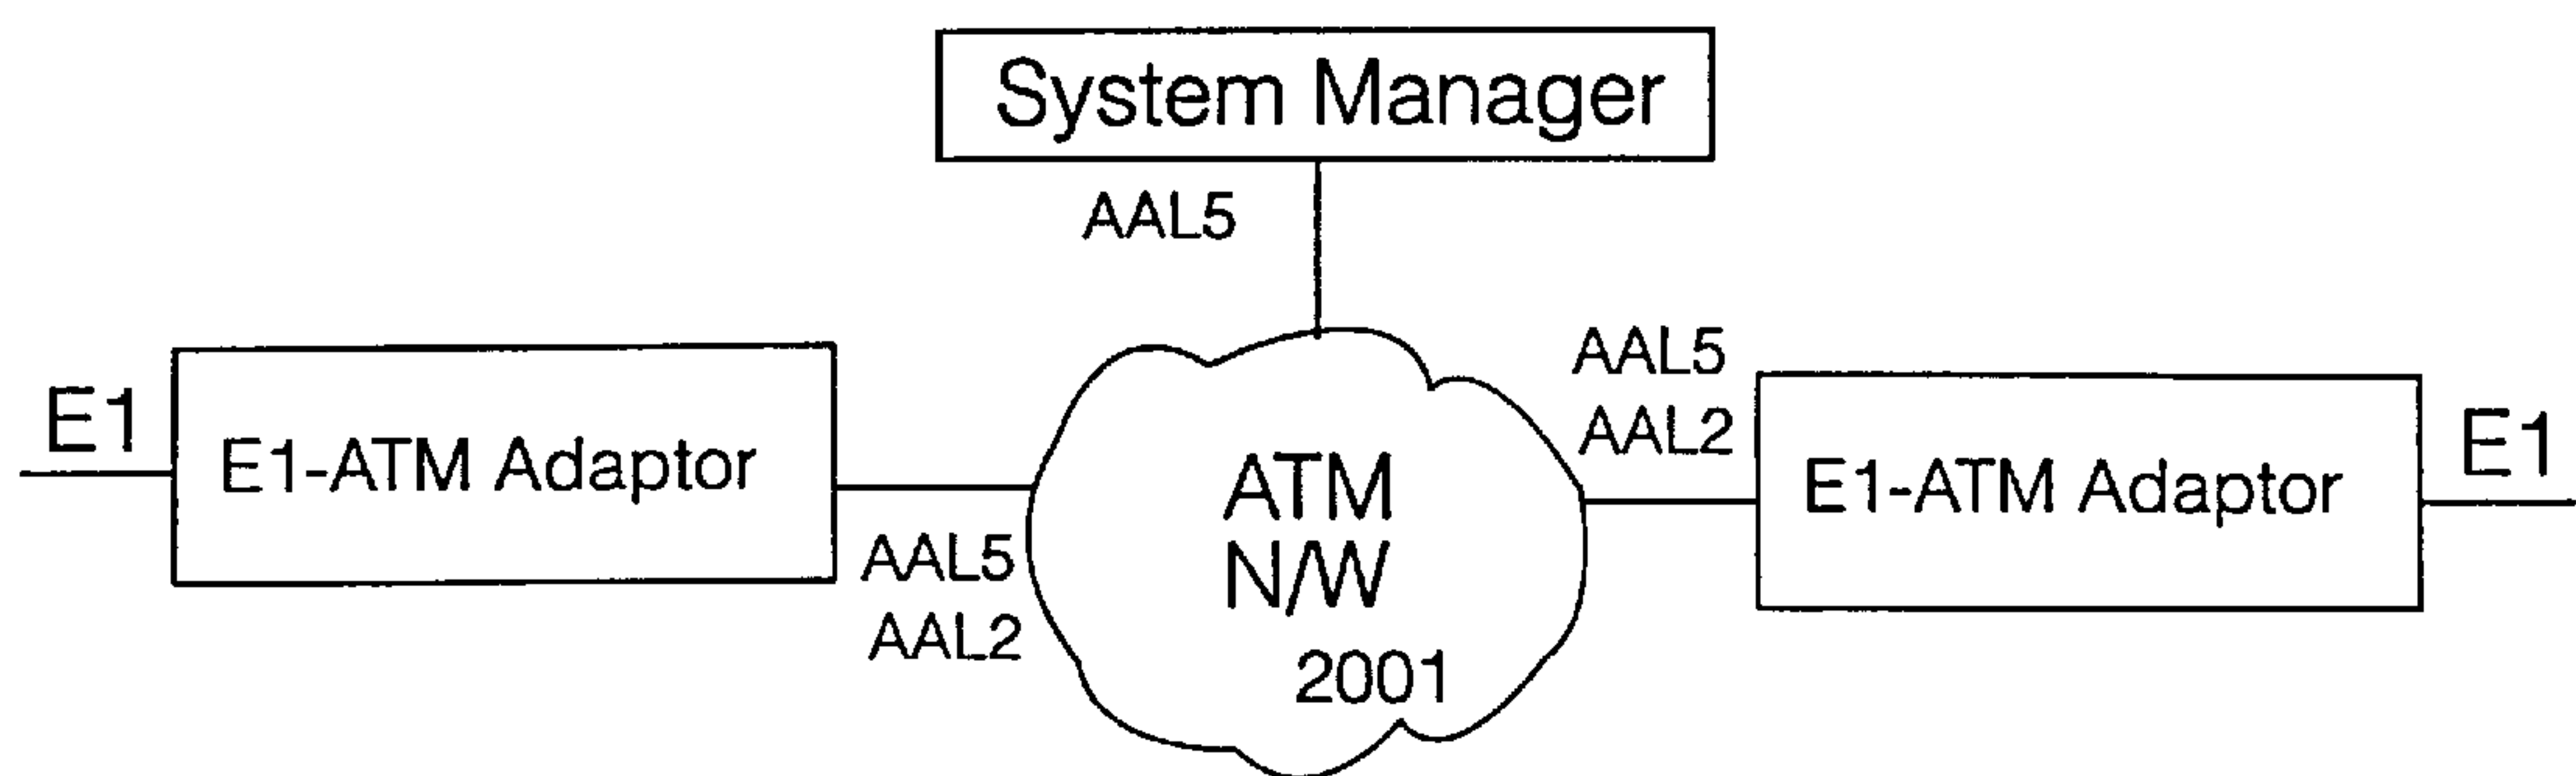 System Manager
AAL5
E1
E1-ATM Adaptor
AAL5
AAL2
ATM
N/W
2001
AAL5
AAL2
E1-ATM Adaptor
E1